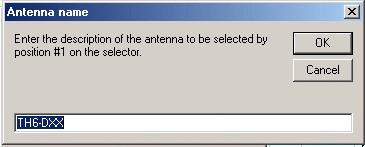 Antenna name
Enter the description of the antenna to be selected by
position #1 on the selector.
OK
Cancel
TH6-DXX